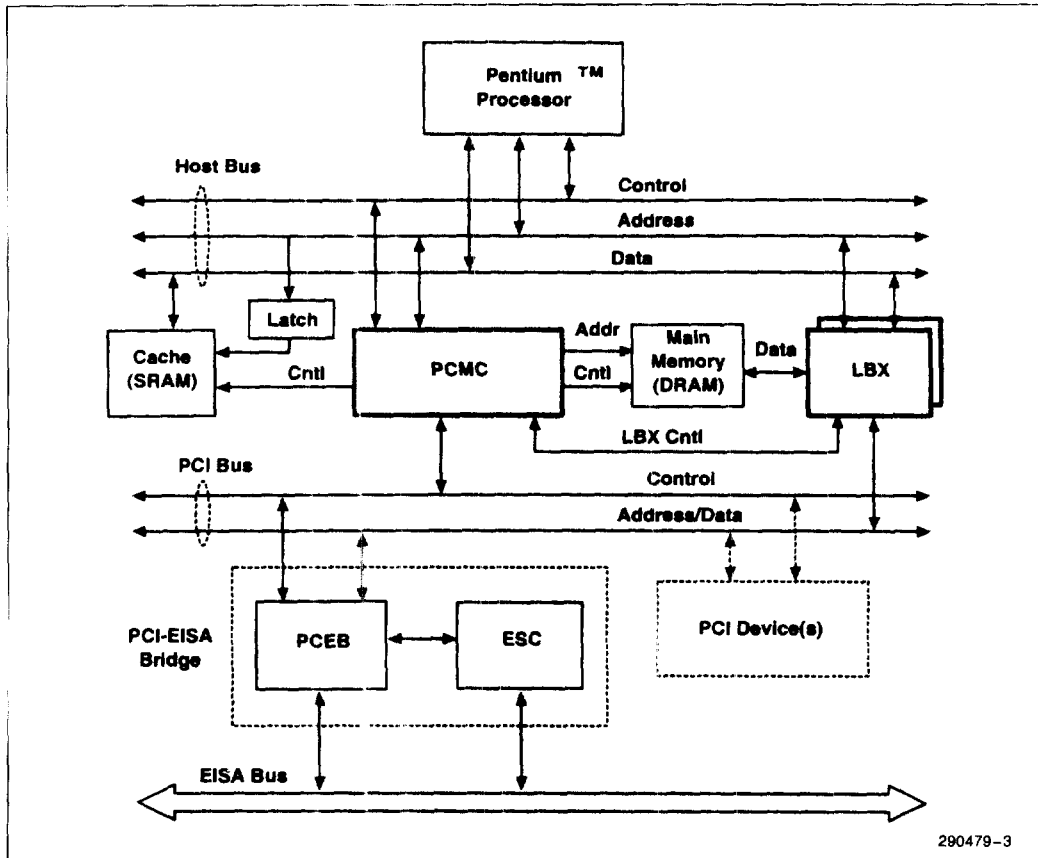 Pentium TM
Processor
Host Bus
Control
Address
Data
Latch
Cache
(SRAM)
Cntl
PCMC
Addr
Cntl
Main
Memory
(DRAM)
Data
LBX
LBX Cntl
PCI Bus
Control
Address/Data
PCI-EISA
Bridge
PCEB
ESC
PCI Device(s)
EISA Bus
290479-3